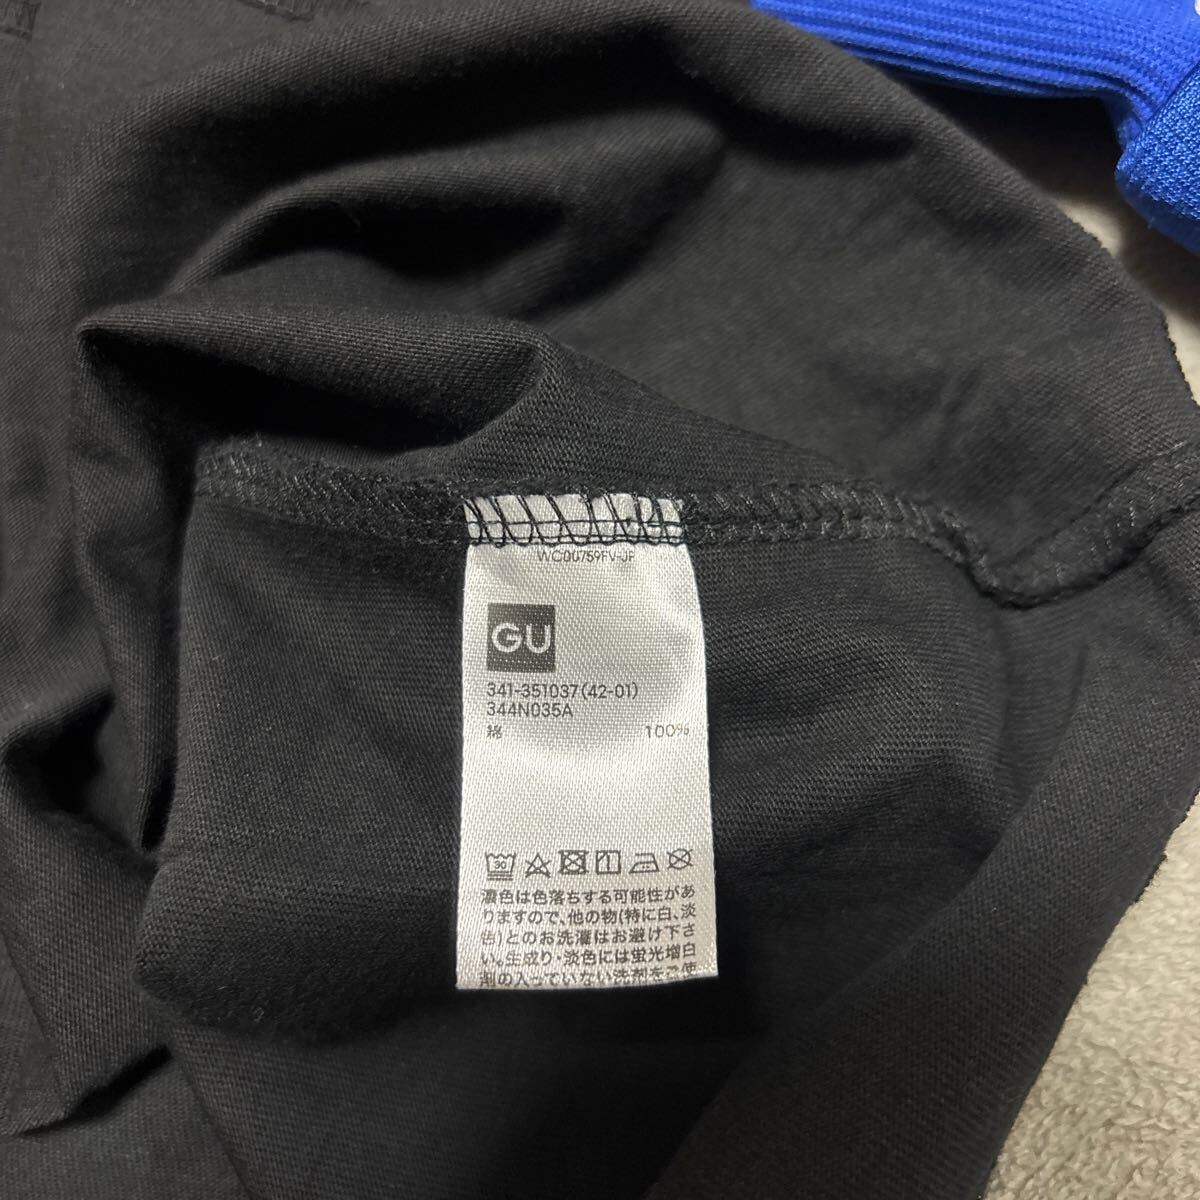 WC00759FV-JP
GU
341-351037(42-01)
344N035A
綿 100%
30
濃色は色落ちする可能性があ
りますので、他の物(特に白、淡
色)とのお洗濯はお避け下さ
い。生成り・淡色には蛍光増白
剤の入っていない洗剤をご使